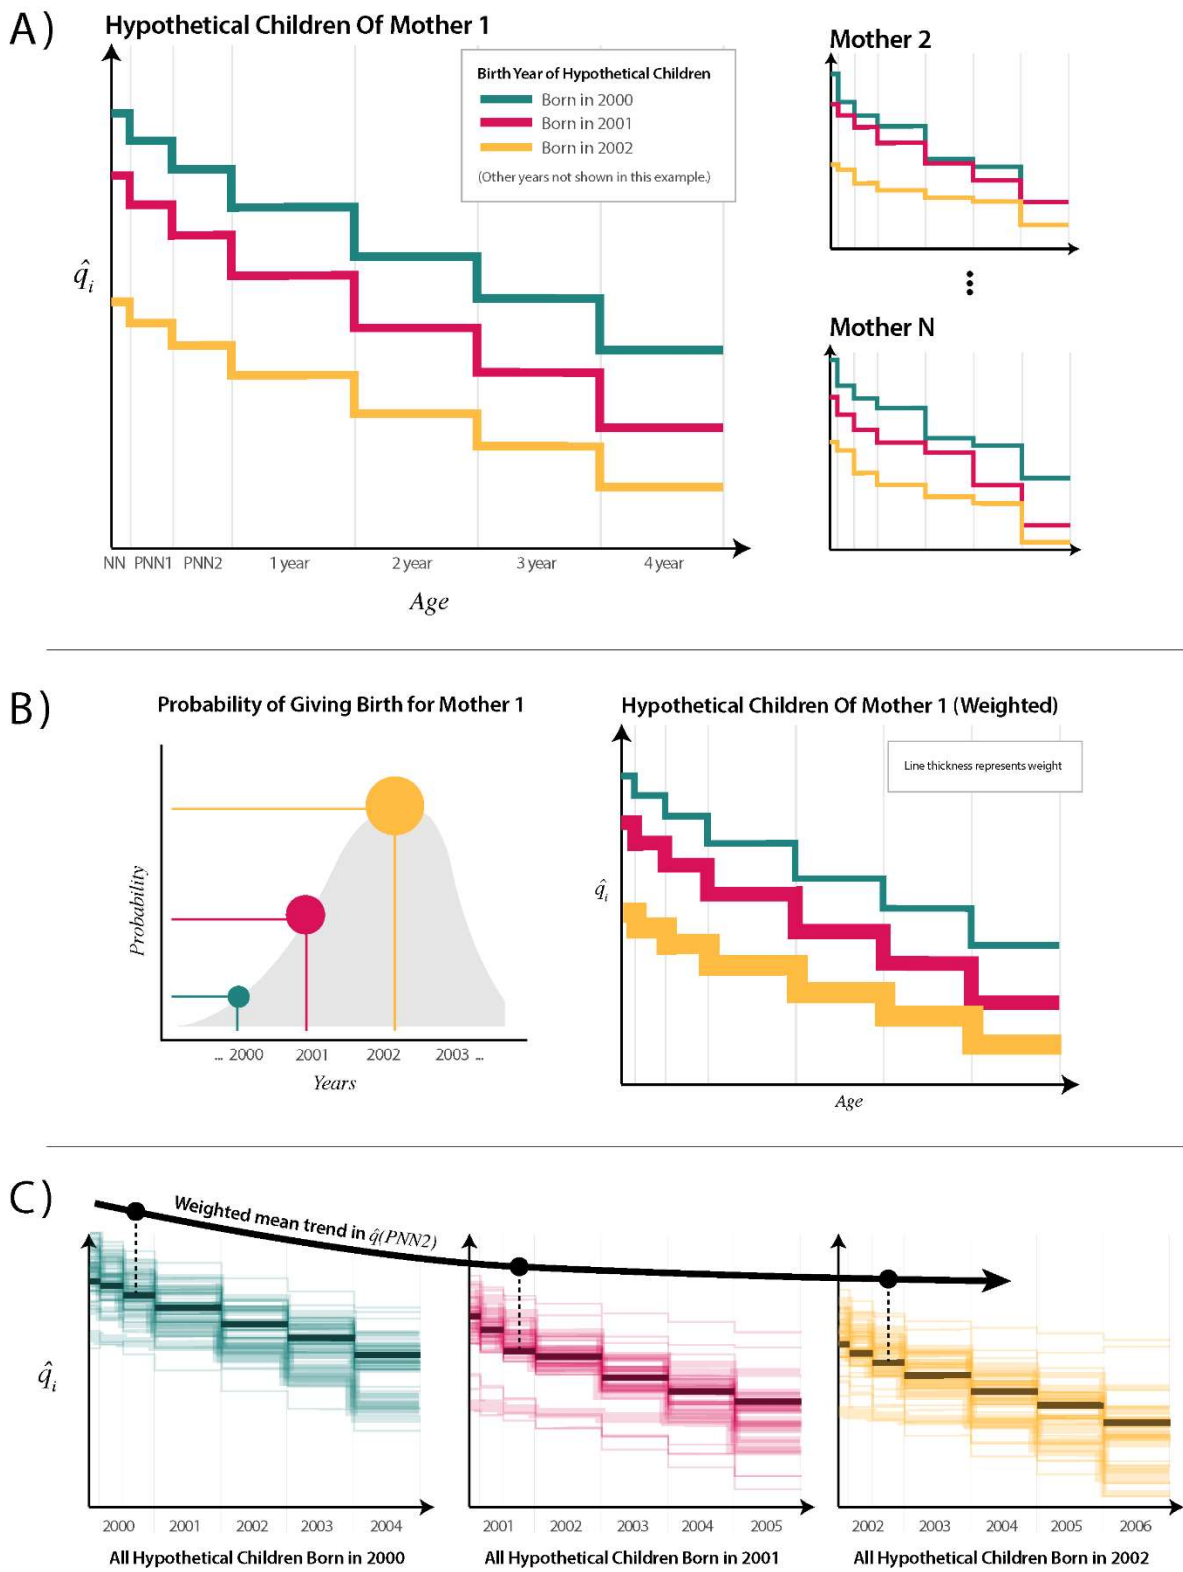 A)
Hypothetical Children Of Mother 1
Birth Year of Hypothetical Children
Born in 2000
Born in 2001
Born in 2002
(Other years not shown in this example.)
q̂i
NN PNN1 PNN2 1 year 2 year 3 year 4 year
Age
Mother 2
Mother N
B)
Probability of Giving Birth for Mother 1
Probability
... 2000 2001 2002 2003 ...
Years
Hypothetical Children Of Mother 1 (Weighted)
Line thickness represents weight
q̂i
Age
C)
Weighted mean trend in q̂(PNN2)
q̂i
2000 2001 2002 2003 2004
All Hypothetical Children Born in 2000
2001 2002 2003 2004 2005
All Hypothetical Children Born in 2001
2002 2003 2004 2005 2006
All Hypothetical Children Born in 2002